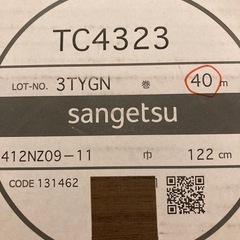 TC4323
LOT-NO. 3TYGN 巻 40 m
sangetsu
412NZ09-11 巾 122 cm
CODE 131462